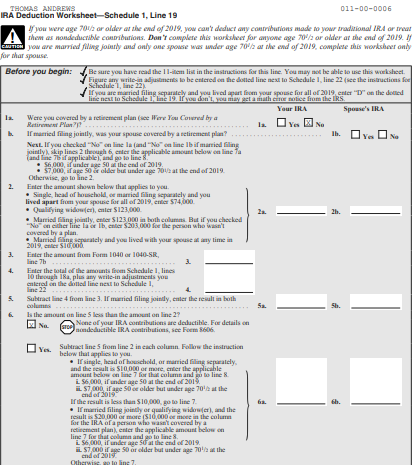 THOMAS ANDREWS 011-00-0006
IRA Deduction Worksheet—Schedule 1, Line 19
CAUTION
If you were age 70½ or older at the end of 2019, you can't deduct any contributions made to your traditional IRA or treat
them as nondeductible contributions. Don't complete this worksheet for anyone age 70½ or older at the end of 2019. If
you are married filing jointly and only one spouse was under age 70½ at the end of 2019, complete this worksheet only
for that spouse.
Before you begin: √ Be sure you have read the 11-item list in the instructions for this line. You may not be able to use this worksheet.
√ Figure any write-in adjustments to be entered on the dotted line next to Schedule 1, line 22 (see the instructions for
Schedule 1, line 22).
√ If you are married filing separately and you lived apart from your spouse for all of 2019, enter "D" on the dotted
line next to Schedule 1, line 19. If you don't, you may get a math error notice from the IRS.
Your IRA Spouse's IRA
1a. Were you covered by a retirement plan (see Were You Covered by a
Retirement Plan?)? 1a. Yes X No
b. If married filing jointly, was your spouse covered by a retirement plan? 1b. Yes No
Next. If you checked "No" on line 1a (and "No" on line 1b if married filing
jointly), skip lines 2 through 6, enter the applicable amount below on line 7a
(and line 7b if applicable), and go to line 8.
• $6,000, if under age 50 at the end of 2019.
• $7,000, if age 50 or older but under age 70½ at the end of 2019.
Otherwise, go to line 2.
2. Enter the amount shown below that applies to you.
• Single, head of household, or married filing separately and you
lived apart from your spouse for all of 2019, enter $74,000.
• Qualifying widow(er), enter $123,000.
• Married filing jointly, enter $123,000 in both columns. But if you checked
"No" on either line 1a or 1b, enter $203,000 for the person who wasn't
covered by a plan.
• Married filing separately and you lived with your spouse at any time in
2019, enter $10,000.
2a. 2b.
3. Enter the amount from Form 1040 or 1040-SR,
line 7b 3.
4. Enter the total of the amounts from Schedule 1, lines
10 through 18a, plus any write-in adjustments you
entered on the dotted line next to Schedule 1,
line 22 4.
5. Subtract line 4 from line 3. If married filing jointly, enter the result in both
columns 5a. 5b.
6. Is the amount on line 5 less than the amount on line 2?
X No. STOP None of your IRA contributions are deductible. For details on
nondeductible IRA contributions, see Form 8606.
Yes. Subtract line 5 from line 2 in each column. Follow the instruction
below that applies to you.
• If single, head of household, or married filing separately,
and the result is $10,000 or more, enter the applicable
amount below on line 7 for that column and go to line 8.
i. $6,000, if under age 50 at the end of 2019.
ii. $7,000, if age 50 or older but under age 70½ at the
end of 2019.
If the result is less than $10,000, go to line 7.
• If married filing jointly or qualifying widow(er), and the
result is $20,000 or more ($10,000 or more in the column
for the IRA of a person who wasn't covered by a
retirement plan), enter the applicable amount below on
line 7 for that column and go to line 8.
i. $6,000, if under age 50 at the end of 2019.
ii. $7,000 if age 50 or older but under age 70½ at the
end of 2019.
Otherwise, go to line 7.
6a. 6b.